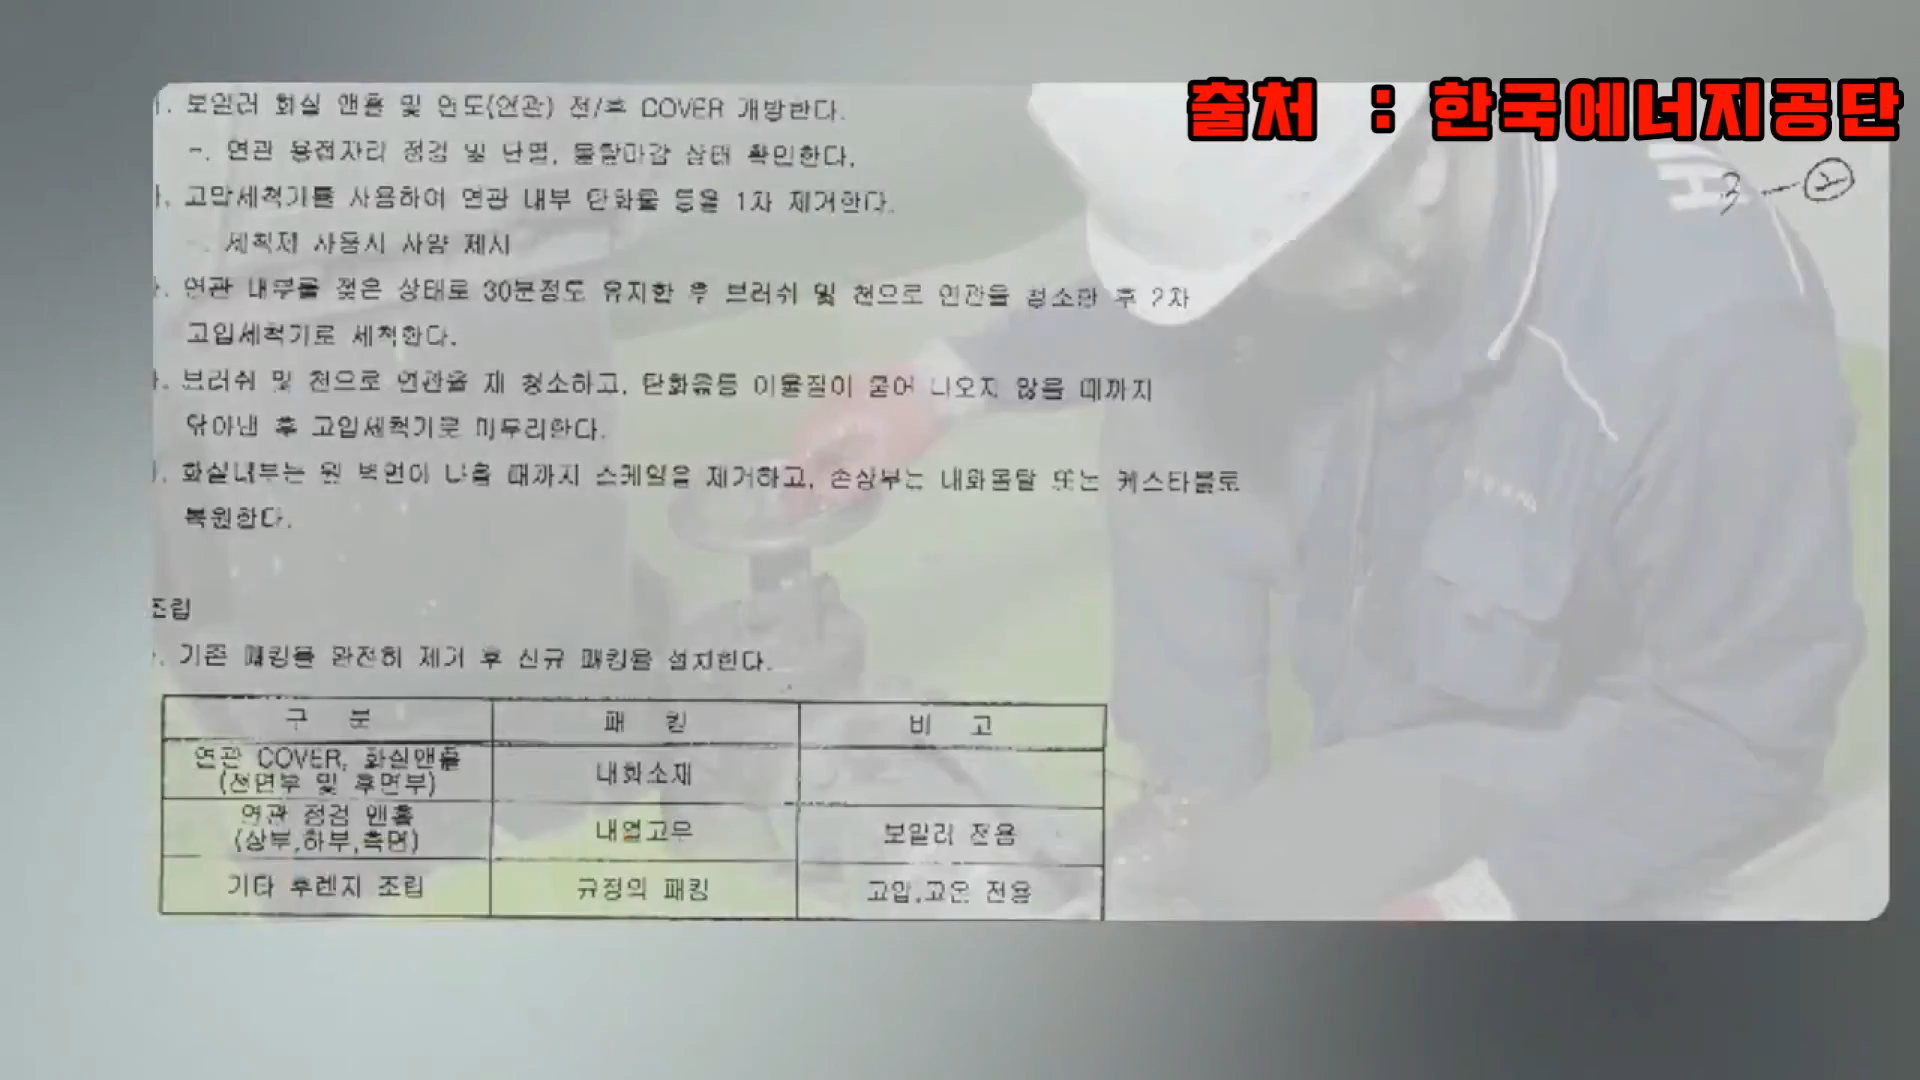 출처 : 한국에너지공단
3-②
. 보일러 화실 맨홀 및 연도(연관) 전/후 COVER 개방한다.
-. 연관 용접자리 점검 및 단열, 몰탈마감 상태 확인한다.
. 고압세척기를 사용하여 연관 내부 탄화물 등을 1차 제거한다.
-. 세척제 사용시 사양 제시
. 연관 내부를 젖은 상태로 30분정도 유지한 후 브러쉬 및 천으로 연관을 청소한 후 2차
고압세척기로 세척한다.
. 브러쉬 및 천으로 연관을 재 청소하고, 탄화물등 이물질이 묻어 나오지 않을 때까지
닦아낸 후 고압세척기로 마무리한다.
. 화실내부는 원 벽면이 나올 때까지 스케일을 제거하고, 손상부는 내화몰탈 또는 케스타블로
복원한다.
조립
. 기존 패킹을 완전히 제거 후 신규 패킹을 설치한다.
구 분 패 킹 비 고
연관 COVER, 화실맨홀
(전면부 및 후면부) 내화소재
연관 점검 맨홀
(상부,하부,측면) 내열고무 보일러 전용
기타 후렌지 조립 규정의 패킹 고압,고온 전용